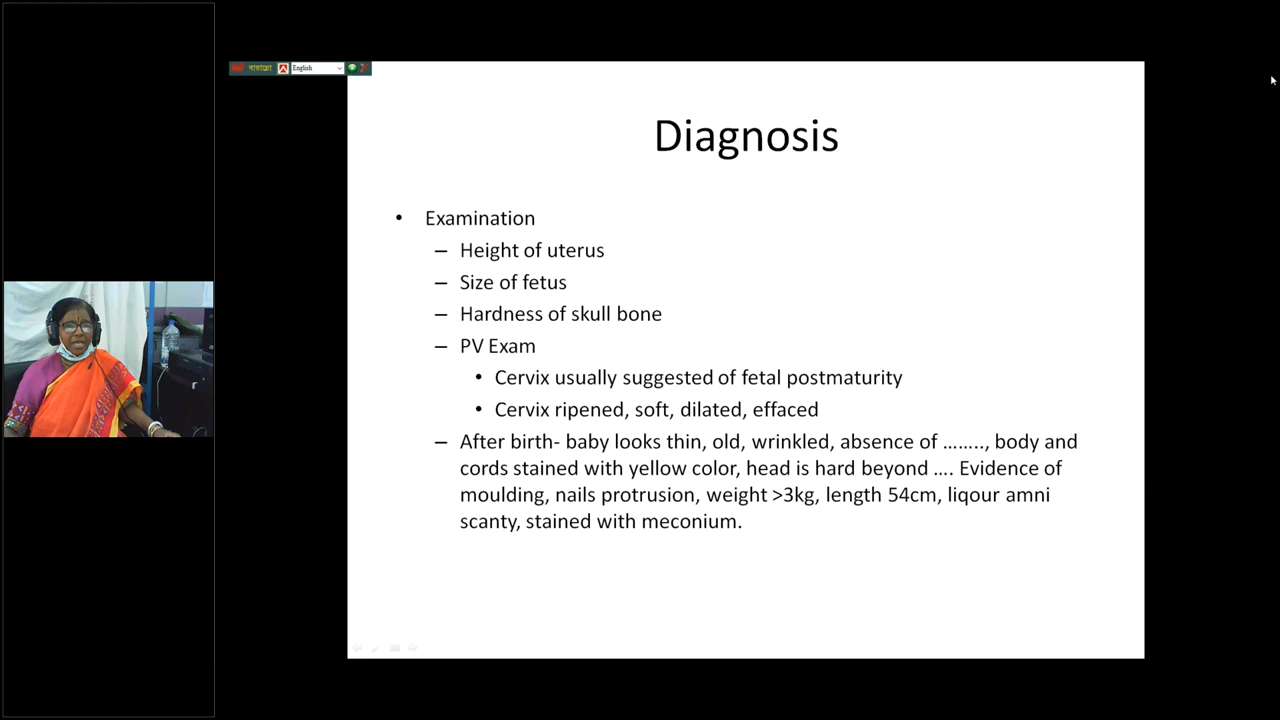 বায়ান্নো English
Diagnosis
• Examination
– Height of uterus
– Size of fetus
– Hardness of skull bone
– PV Exam
• Cervix usually suggested of fetal postmaturity
• Cervix ripened, soft, dilated, effaced
– After birth- baby looks thin, old, wrinkled, absence of ........, body and
cords stained with yellow color, head is hard beyond .... Evidence of
moulding, nails protrusion, weight >3kg, length 54cm, liqour amni
scanty, stained with meconium.